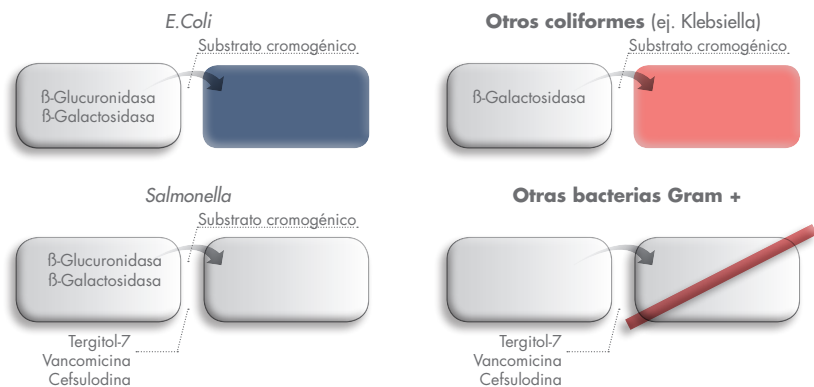 E.Coli
Substrato cromogénico
ß-Glucuronidasa
ß-Galactosidasa
Otros coliformes (ej. Klebsiella)
Substrato cromogénico
ß-Galactosidasa
Salmonella
Substrato cromogénico
ß-Glucuronidasa
ß-Galactosidasa
Tergitol-7
Vancomicina
Cefsulodina
Otras bacterias Gram +
Tergitol-7
Vancomicina
Cefsulodina